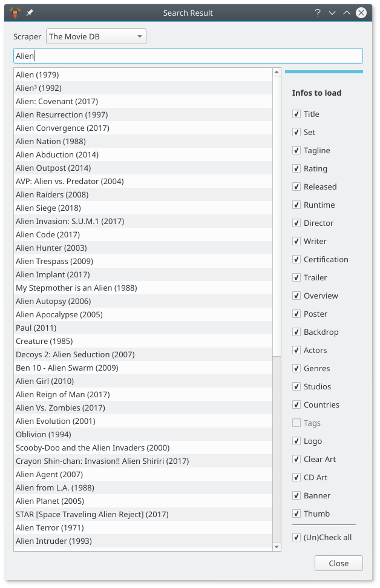 Search Result
Scraper The Movie DB
Alien
Alien (1979)
Alien³ (1992)
Alien: Covenant (2017)
Alien Resurrection (1997)
Alien Convergence (2017)
Alien Nation (1988)
Alien Abduction (2014)
Alien Outpost (2014)
AVP: Alien vs. Predator (2004)
Alien Raiders (2008)
Alien Siege (2018)
Alien Invasion: S.U.M.1 (2017)
Alien Code (2017)
Alien Hunter (2003)
Alien Trespass (2009)
Alien Implant (2017)
My Stepmother is an Alien (1988)
Alien Autopsy (2006)
Alien Apocalypse (2005)
Paul (2011)
Creature (1985)
Decoys 2: Alien Seduction (2007)
Ben 10 - Alien Swarm (2009)
Alien Girl (2010)
Alien Reign of Man (2017)
Alien Vs. Zombies (2017)
Alien Evolution (2001)
Oblivion (1994)
Scooby-Doo and the Alien Invaders (2000)
Crayon Shin-chan: Invasion!! Alien Shiriri (2017)
Alien Agent (2007)
Alien from L.A. (1988)
Alien Planet (2005)
STAR [Space Traveling Alien Reject] (2017)
Alien Terror (1971)
Alien Intruder (1993)
Infos to load
Title
Set
Tagline
Rating
Released
Runtime
Director
Writer
Certification
Trailer
Overview
Poster
Backdrop
Actors
Genres
Studios
Countries
Tags
Logo
Clear Art
CD Art
Banner
Thumb
(Un)Check all
Close